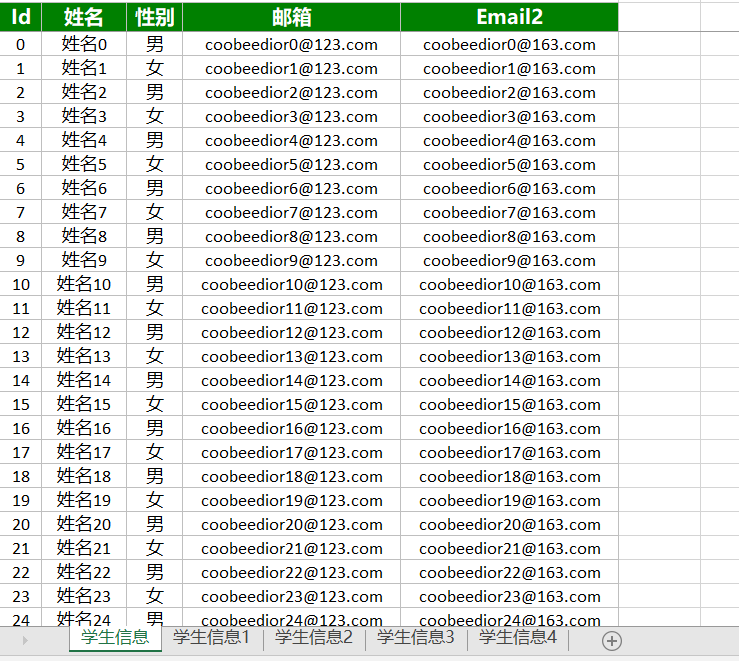 Id 姓名 性别 邮箱 Email2
0 姓名0 男 coobeedior0@123.com coobeedior0@163.com
1 姓名1 女 coobeedior1@123.com coobeedior1@163.com
2 姓名2 男 coobeedior2@123.com coobeedior2@163.com
3 姓名3 女 coobeedior3@123.com coobeedior3@163.com
4 姓名4 男 coobeedior4@123.com coobeedior4@163.com
5 姓名5 女 coobeedior5@123.com coobeedior5@163.com
6 姓名6 男 coobeedior6@123.com coobeedior6@163.com
7 姓名7 女 coobeedior7@123.com coobeedior7@163.com
8 姓名8 男 coobeedior8@123.com coobeedior8@163.com
9 姓名9 女 coobeedior9@123.com coobeedior9@163.com
10 姓名10 男 coobeedior10@123.com coobeedior10@163.com
11 姓名11 女 coobeedior11@123.com coobeedior11@163.com
12 姓名12 男 coobeedior12@123.com coobeedior12@163.com
13 姓名13 女 coobeedior13@123.com coobeedior13@163.com
14 姓名14 男 coobeedior14@123.com coobeedior14@163.com
15 姓名15 女 coobeedior15@123.com coobeedior15@163.com
16 姓名16 男 coobeedior16@123.com coobeedior16@163.com
17 姓名17 女 coobeedior17@123.com coobeedior17@163.com
18 姓名18 男 coobeedior18@123.com coobeedior18@163.com
19 姓名19 女 coobeedior19@123.com coobeedior19@163.com
20 姓名20 男 coobeedior20@123.com coobeedior20@163.com
21 姓名21 女 coobeedior21@123.com coobeedior21@163.com
22 姓名22 男 coobeedior22@123.com coobeedior22@163.com
23 姓名23 女 coobeedior23@123.com coobeedior23@163.com
24 姓名24 男 coobeedior24@123.com coobeedior24@163.com
学生信息 学生信息1 学生信息2 学生信息3 学生信息4